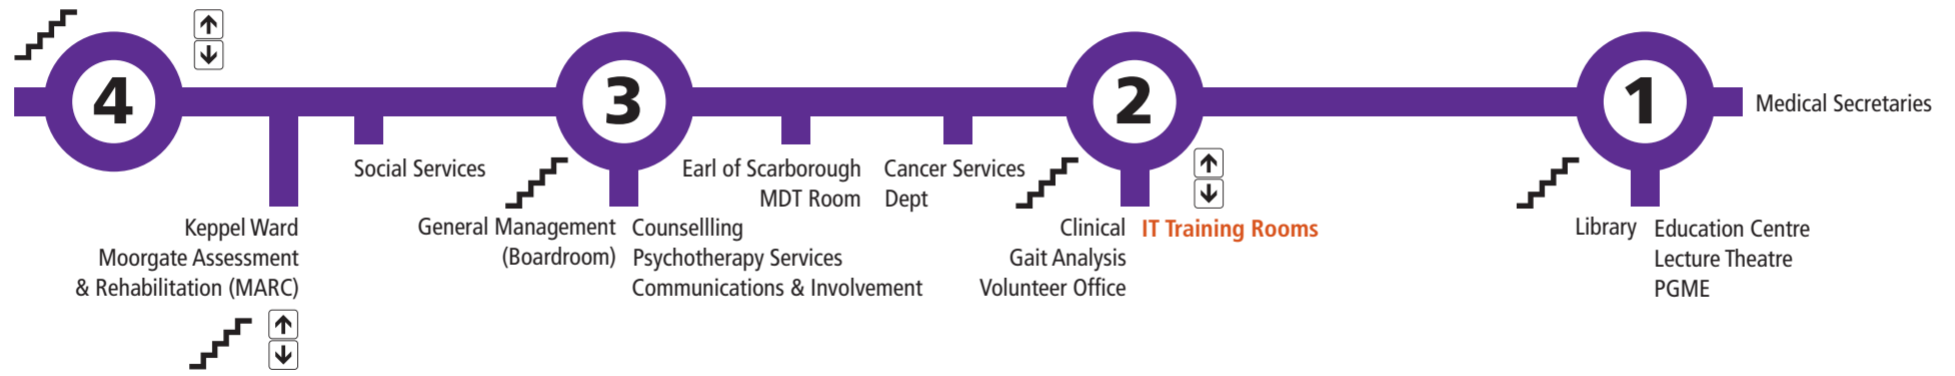 4
3
2
1
Medical Secretaries
Social Services
Earl of Scarborough
MDT Room
Cancer Services
Dept
Keppel Ward
Moorgate Assessment
& Rehabilitation (MARC)
General Management
(Boardroom)
Counsellling
Psychotherapy Services
Communications & Involvement
Clinical
Gait Analysis
Volunteer Office
IT Training Rooms
Library
Education Centre
Lecture Theatre
PGME